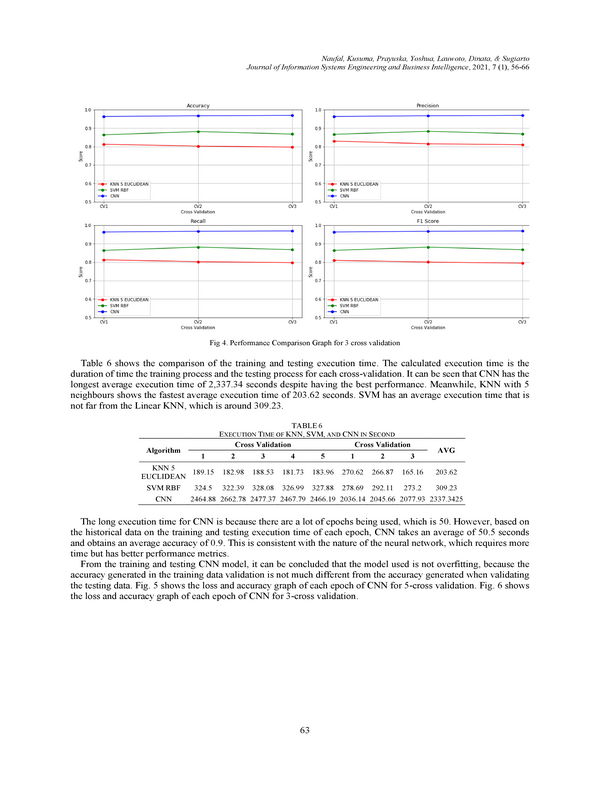 Naufal, Kusuma, Prayuska, Yoshua, Lauwoto, Dinata, & Sugiarto
Journal of Information Systems Engineering and Business Intelligence, 2021, 7 (1), 56-66
Accuracy
1.0
0.9
0.8
0.7
0.6
0.5
Score
KNN 5 EUCLIDEAN
SVM RBF
CNN
CV1 CV2 CV3
Cross Validation
Precision
1.0
0.9
0.8
0.7
0.6
0.5
Score
KNN 5 EUCLIDEAN
SVM RBF
CNN
CV1 CV2 CV3
Cross Validation
Recall
1.0
0.9
0.8
0.7
0.6
0.5
Score
KNN 5 EUCLIDEAN
SVM RBF
CNN
CV1 CV2 CV3
Cross Validation
F1 Score
1.0
0.9
0.8
0.7
0.6
0.5
Score
KNN 5 EUCLIDEAN
SVM RBF
CNN
CV1 CV2 CV3
Cross Validation
Fig 4. Performance Comparison Graph for 3 cross validation
Table 6 shows the comparison of the training and testing execution time. The calculated execution time is the
duration of time the training process and the testing process for each cross-validation. It can be seen that CNN has the
longest average execution time of 2,337.34 seconds despite having the best performance. Meanwhile, KNN with 5
neighbours shows the fastest average execution time of 203.62 seconds. SVM has an average execution time that is
not far from the Linear KNN, which is around 309.23.
TABLE 6
EXECUTION TIME OF KNN, SVM, AND CNN IN SECOND
Algorithm Cross Validation Cross Validation AVG
1 2 3 4 5 1 2 3
KNN 5 EUCLIDEAN 189.15 182.98 188.53 181.73 183.96 270.62 266.87 165.16 203.62
SVM RBF 324.5 322.39 328.08 326.99 327.88 278.69 292.11 273.2 309.23
CNN 2464.88 2662.78 2477.37 2467.79 2466.19 2036.14 2045.66 2077.93 2337.3425
The long execution time for CNN is because there are a lot of epochs being used, which is 50. However, based on
the historical data on the training and testing execution time of each epoch, CNN takes an average of 50.5 seconds
and obtains an average accuracy of 0.9. This is consistent with the nature of the neural network, which requires more
time but has better performance metrics.
From the training and testing CNN model, it can be concluded that the model used is not overfitting, because the
accuracy generated in the training data validation is not much different from the accuracy generated when validating
the testing data. Fig. 5 shows the loss and accuracy graph of each epoch of CNN for 5-cross validation. Fig. 6 shows
the loss and accuracy graph of each epoch of CNN for 3-cross validation.
63